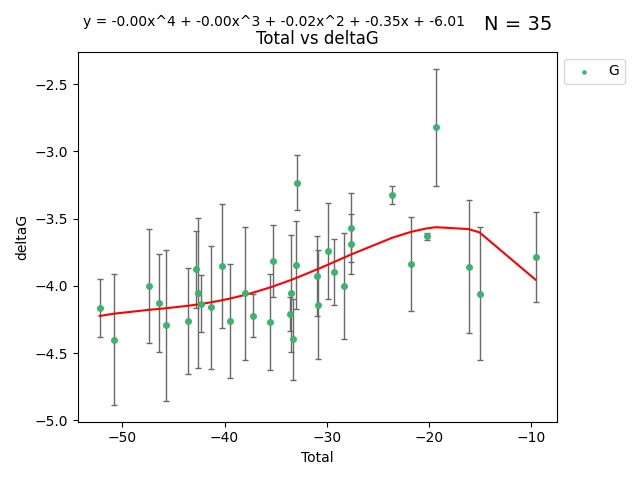 y = -0.00x^4 + -0.00x^3 + -0.02x^2 + -0.35x + -6.01
N = 35
Total vs deltaG
G
deltaG
−2.5
−3.0
−3.5
−4.0
−4.5
−5.0
−50 −40 −30 −20 −10
Total